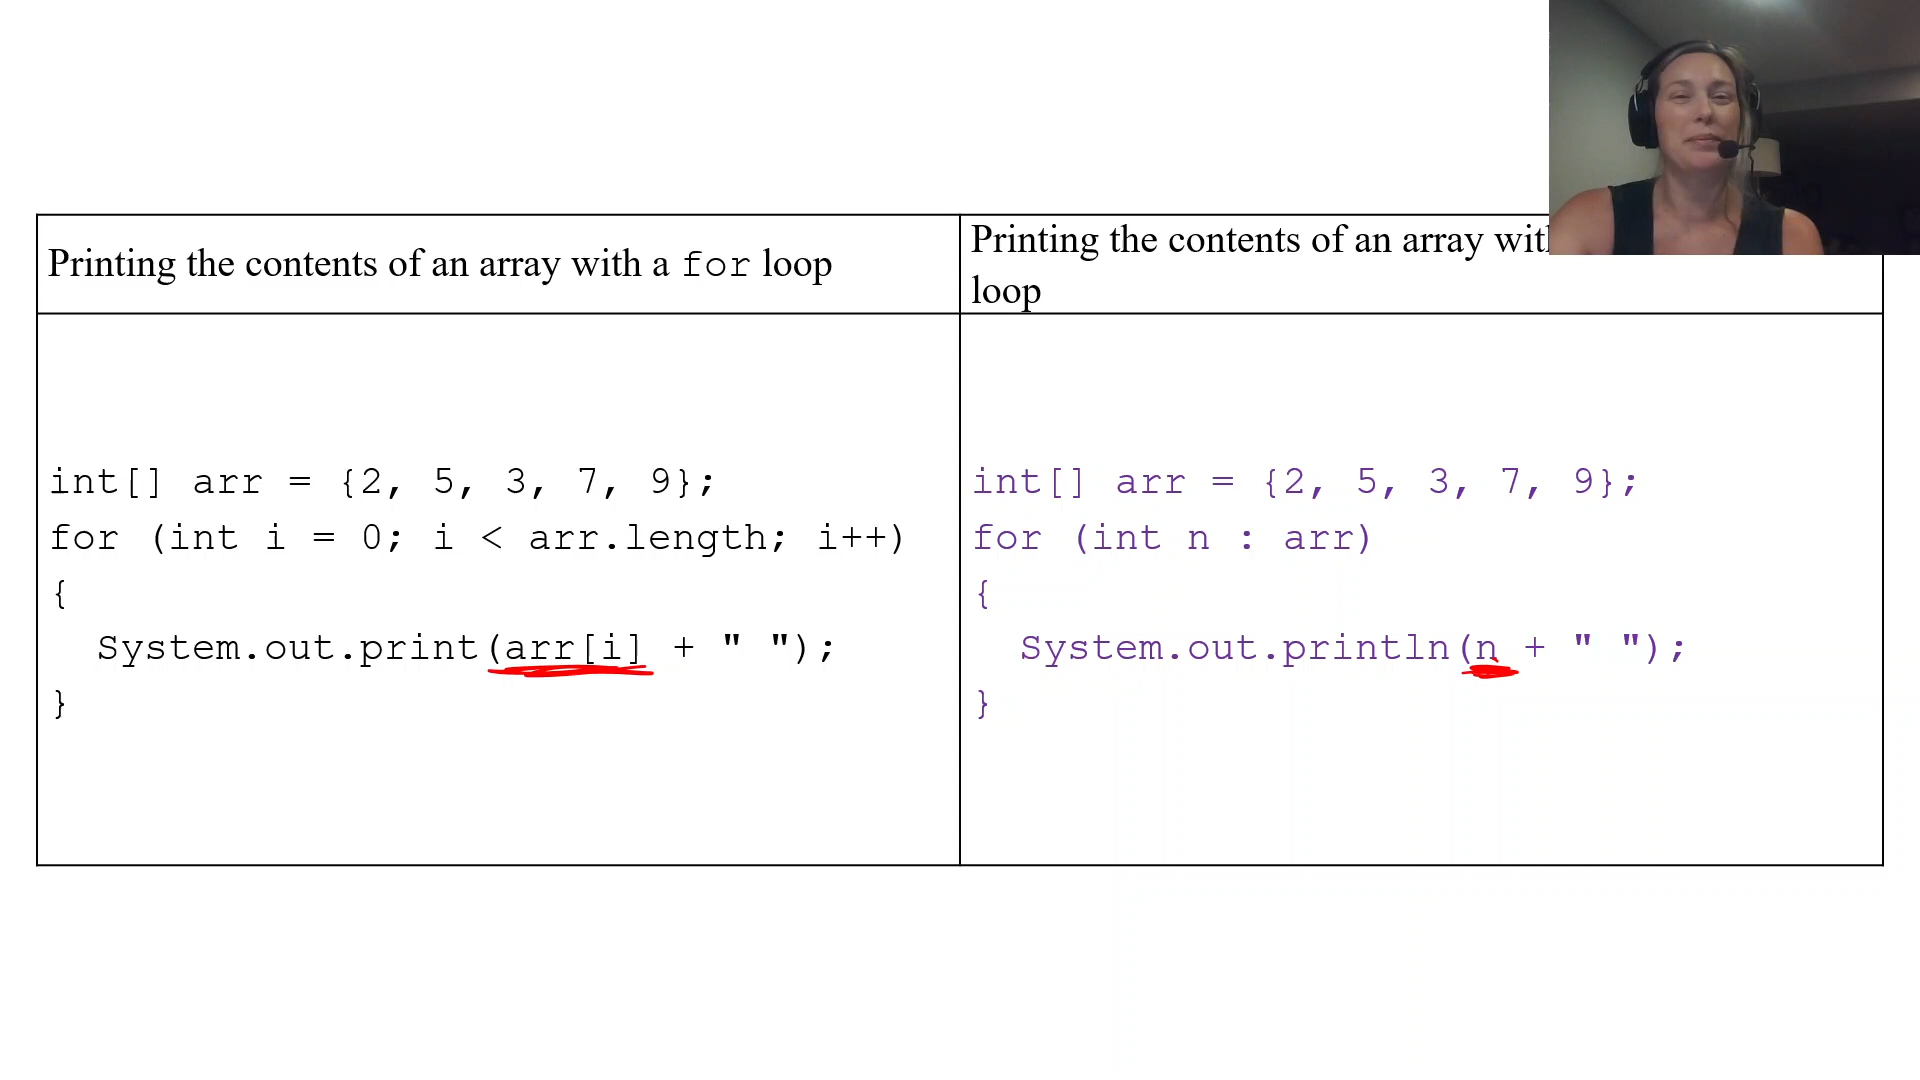 Printing the contents of an array with a for loop
Printing the contents of an array
loop
int[] arr = {2, 5, 3, 7, 9};
for (int i = 0; i < arr.length; i++)
{
System.out.print(arr[i] + " ");
}
int[] arr = {2, 5, 3, 7, 9};
for (int n : arr)
{
System.out.println(n + " ");
}